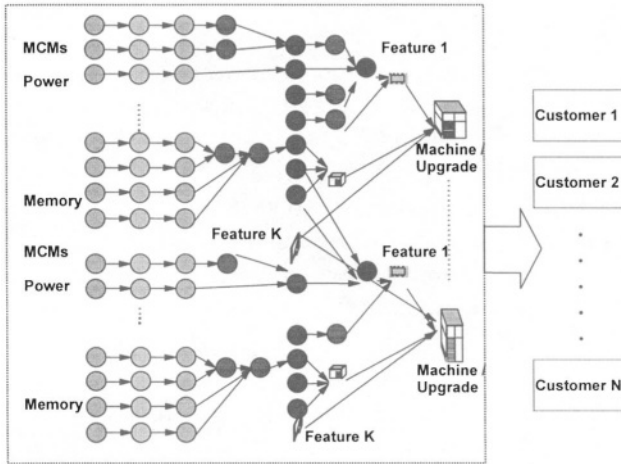 MCMs
Power
Memory
MCMs
Power
Memory
Feature 1
Machine /
Upgrade
Feature K
Feature 1
Machine /
Upgrade
Feature K
Customer 1
Customer 2
Customer N